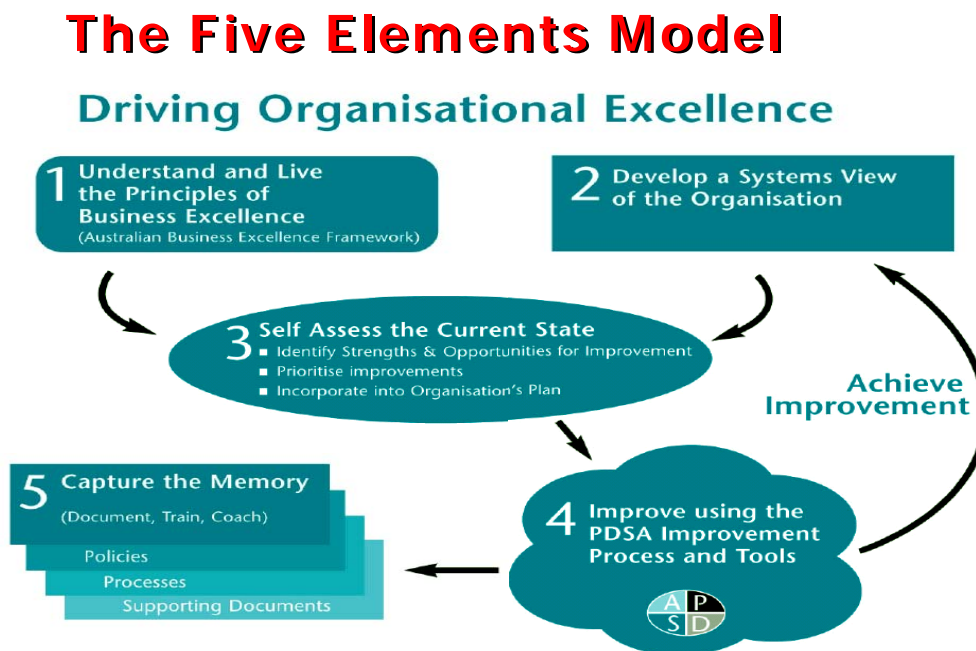 The Five Elements Model
Driving Organisational Excellence
1 Understand and Live
the Principles of
Business Excellence
(Australian Business Excellence Framework)
2 Develop a Systems View
of the Organisation
3 Self Assess the Current State
■ Identify Strengths & Opportunities for Improvement
■ Prioritise improvements
■ Incorporate into Organisation's Plan
Achieve
Improvement
4 Improve using the
PDSA Improvement
Process and Tools
A P
S D
5 Capture the Memory
(Document, Train, Coach)
Policies
Processes
Supporting Documents